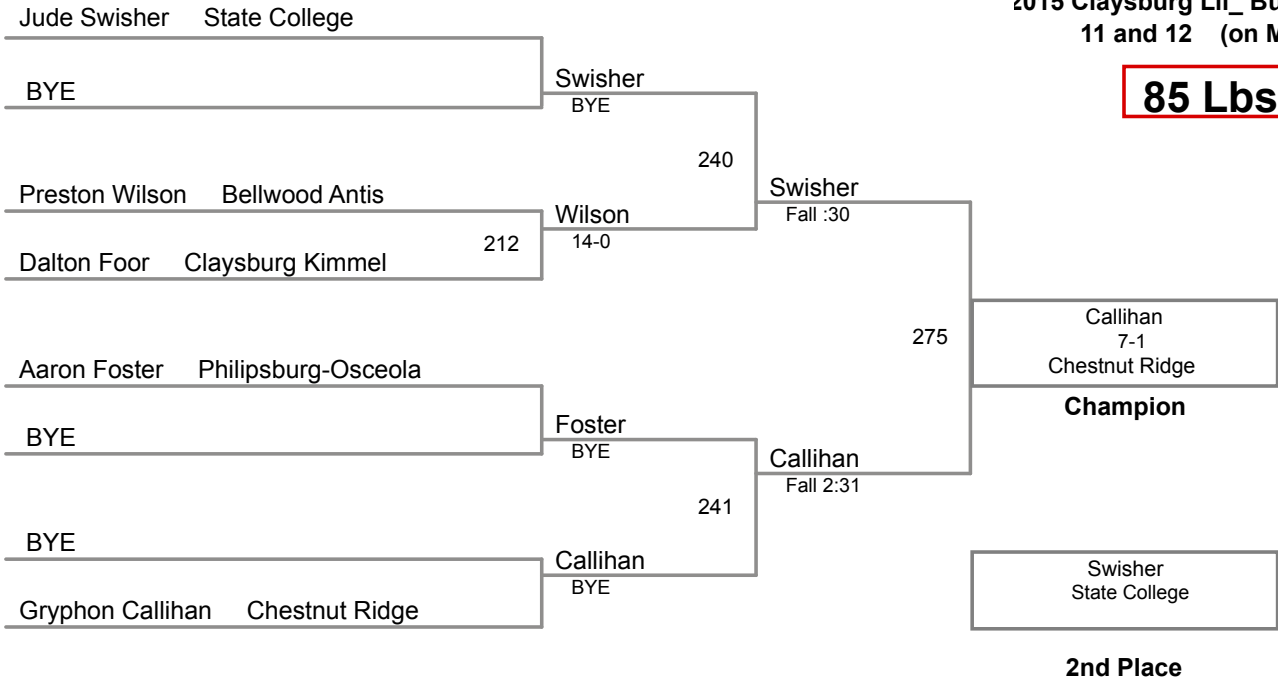 2015 Claysburg Lil_
11 and 12 (on
85 Lbs
Jude Swisher State College
BYE
Swisher
BYE
240
Preston Wilson Bellwood Antis
Swisher
Fall :30
Wilson
14-0
212
Dalton Foor Claysburg Kimmel
275
Callihan
7-1
Chestnut Ridge
Champion
Aaron Foster Philipsburg-Osceola
BYE
Foster
BYE
Callihan
Fall 2:31
241
BYE
Callihan
BYE
Gryphon Callihan Chestnut Ridge
Swisher
State College
2nd Place